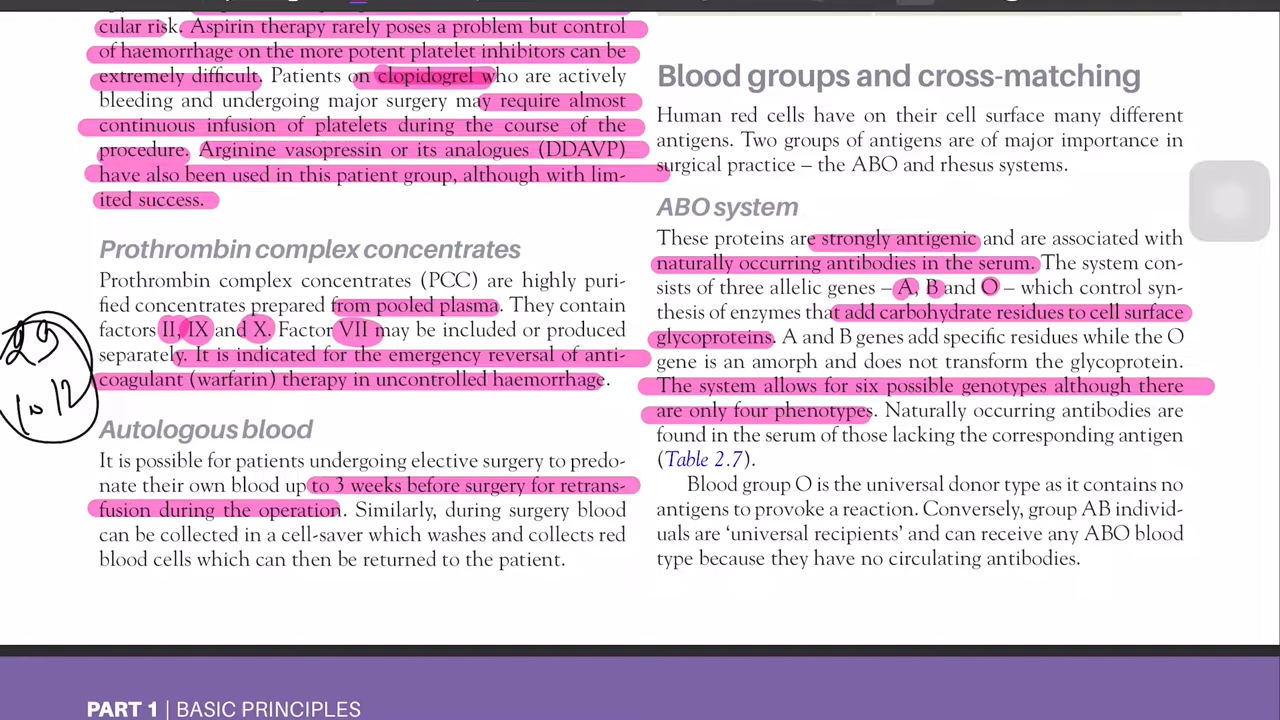 cular risk. Aspirin therapy rarely poses a problem but control
of haemorrhage on the more potent platelet inhibitors can be
extremely difficult. Patients on clopidogrel who are actively
bleeding and undergoing major surgery may require almost
continuous infusion of platelets during the course of the
procedure. Arginine vasopressin or its analogues (DDAVP)
have also been used in this patient group, although with lim-
ited success.
Prothrombin complex concentrates
Prothrombin complex concentrates (PCC) are highly puri-
fied concentrates prepared from pooled plasma. They contain
factors II, IX and X. Factor VII may be included or produced
separately. It is indicated for the emergency reversal of anti-
coagulant (warfarin) therapy in uncontrolled haemorrhage.
Autologous blood
It is possible for patients undergoing elective surgery to predo-
nate their own blood up to 3 weeks before surgery for retrans-
fusion during the operation. Similarly, during surgery blood
can be collected in a cell-saver which washes and collects red
blood cells which can then be returned to the patient.
Blood groups and cross-matching
Human red cells have on their cell surface many different
antigens. Two groups of antigens are of major importance in
surgical practice – the ABO and rhesus systems.
ABO system
These proteins are strongly antigenic and are associated with
naturally occurring antibodies in the serum. The system con-
sists of three allelic genes – A, B and O – which control syn-
thesis of enzymes that add carbohydrate residues to cell surface
glycoproteins. A and B genes add specific residues while the O
gene is an amorph and does not transform the glycoprotein.
The system allows for six possible genotypes although there
are only four phenotypes. Naturally occurring antibodies are
found in the serum of those lacking the corresponding antigen
(Table 2.7).
Blood group O is the universal donor type as it contains no
antigens to provoke a reaction. Conversely, group AB individ-
uals are ‘universal recipients’ and can receive any ABO blood
type because they have no circulating antibodies.
PART 1 | BASIC PRINCIPLES